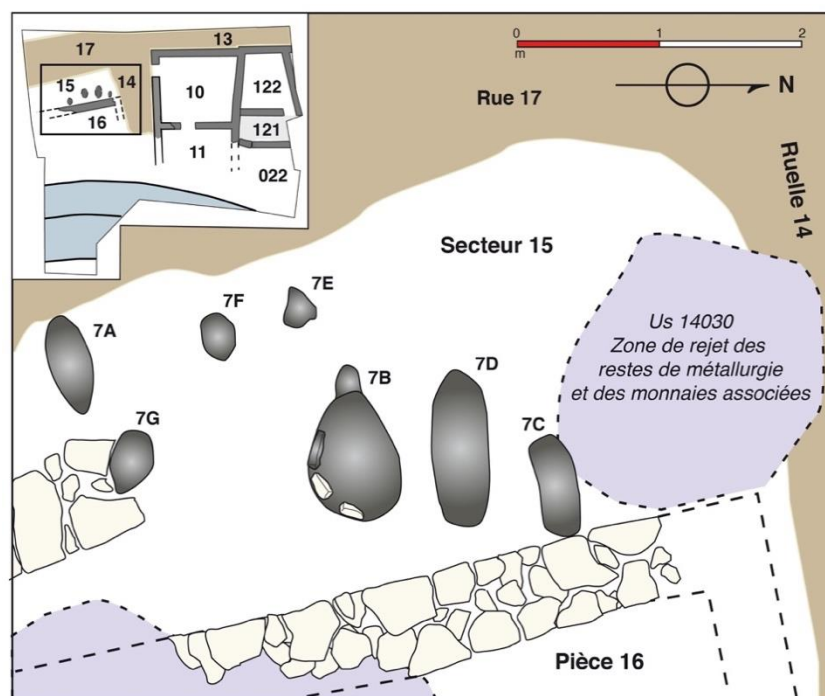 17
13
15
14
10
122
16
121
11
022
0
1
2
m
N
Rue 17
Ruelle 14
Secteur 15
7E
7F
7A
7B
7D
7C
7G
Us 14030
Zone de rejet des
restes de métallurgie
et des monnaies associées
Pièce 16